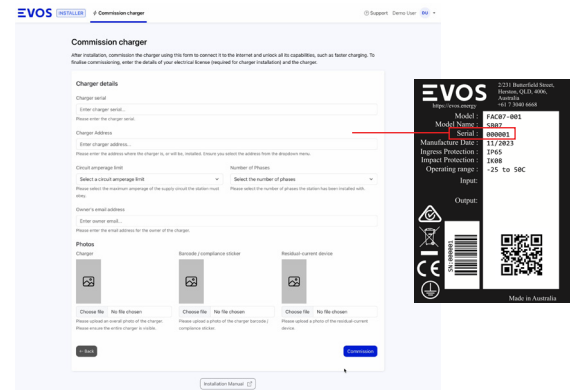 EVOS INSTALLER Commission charger
Support Demo User DU
Commission charger
After installation, commission the charger using this form to connect it to the internet and unlock all its capabilities, such as faster charging. To
finalise commissioning, enter the details of your electrical license (required for charger installation) and the charger.
Charger details
Charger serial
Enter charger serial...
Please enter the charger serial.
Charger Address
Enter charger address...
Please enter the address where the charger is, or will be, installed. Ensure you select the address from the dropdown menu.
Circuit amperage limit
Number of Phases
Select a circuit amperage limit
Select the number of phases
Please select the maximum amperage of the supply circuit the station must
obey.
Please select the number of phases the station has been installed with.
Owner's email address
Enter owner email...
Please enter the email address for the owner of the charger.
Photos
Charger
Barcode / compliance sticker
Residual current device
Choose file No file chosen
Choose file No file chosen
Choose file No file chosen
Please upload an overall photo of the charger.
Please ensure the entire charger is visible.
Please upload a photo of the charger barcode /
compliance sticker.
Please upload a photo of the residual current
device.
← Back
Commission
Installation Manual
EVOS
https://evos.energy
2/231 Butterfield Street,
Herston, QLD, 4006,
Australia
+61 7 3040 6668
Model : FAC07-001
Model Name : SB07
Serial : 000001
Manufacture Date : 11/2023
Ingress Protection : IP65
Impact Protection : IK08
Operating range : -25 to 50C
Input:
Output:
SN:000001
CE
Made in Australia